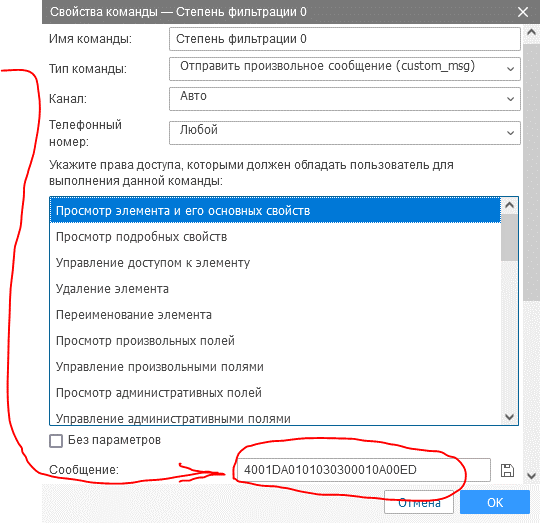 Свойства команды — Степень фильтрации 0
Имя команды: Степень фильтрации 0
Тип команды: Отправить произвольное сообщение (custom_msg)
Канал: Авто
Телефонный номер: Любой
Укажите права доступа, которыми должен обладать пользователь для
выполнения данной команды:
Просмотр элемента и его основных свойств
Просмотр подробных свойств
Управление доступом к элементу
Удаление элемента
Переименование элемента
Просмотр произвольных полей
Управление произвольными полями
Просмотр административных полей
Управление административными полями
Без параметров
Сообщение: 4001DA0101030300010A00ED
Отмена OK